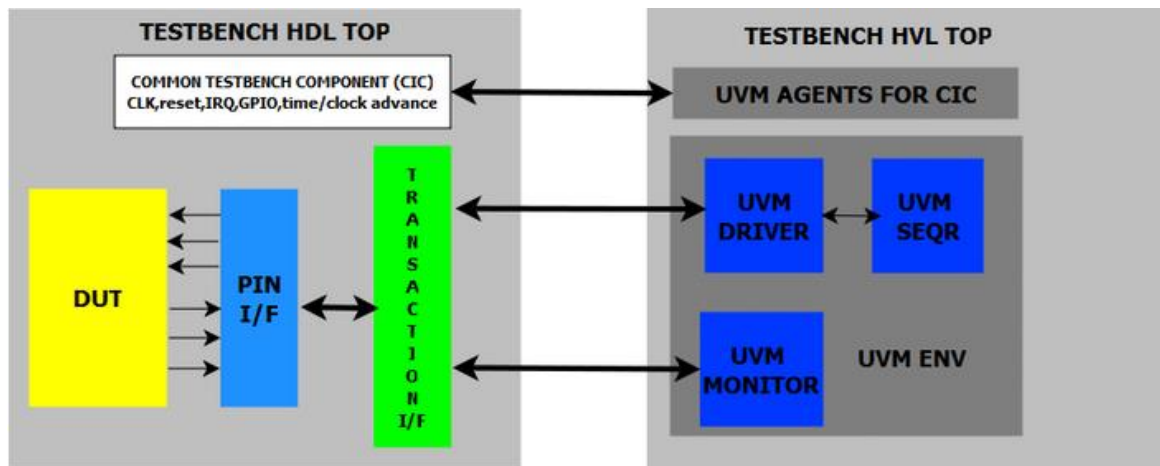 TESTBENCH HDL TOP
COMMON TESTBENCH COMPONENT (CIC)
CLK,reset,IRQ,GPIO,time/clock advance
DUT
PIN
I/F
TRANSACTION
I/F
TESTBENCH HVL TOP
UVM AGENTS FOR CIC
UVM
DRIVER
UVM
SEQR
UVM
MONITOR
UVM ENV